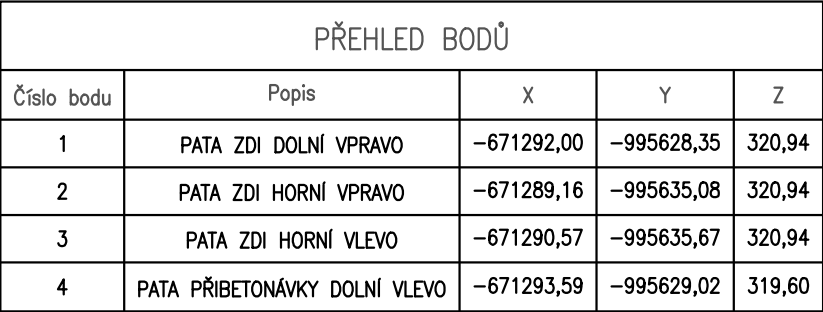 PŘEHLED BODŮ
Číslo bodu Popis X Y Z
1 PATA ZDI DOLNÍ VPRAVO -671292,00 -995628,35 320,94
2 PATA ZDI HORNÍ VPRAVO -671289,16 -995635,08 320,94
3 PATA ZDI HORNÍ VLEVO -671290,57 -995635,67 320,94
4 PATA PŘIBETONÁVKY DOLNÍ VLEVO -671293,59 -995629,02 319,60